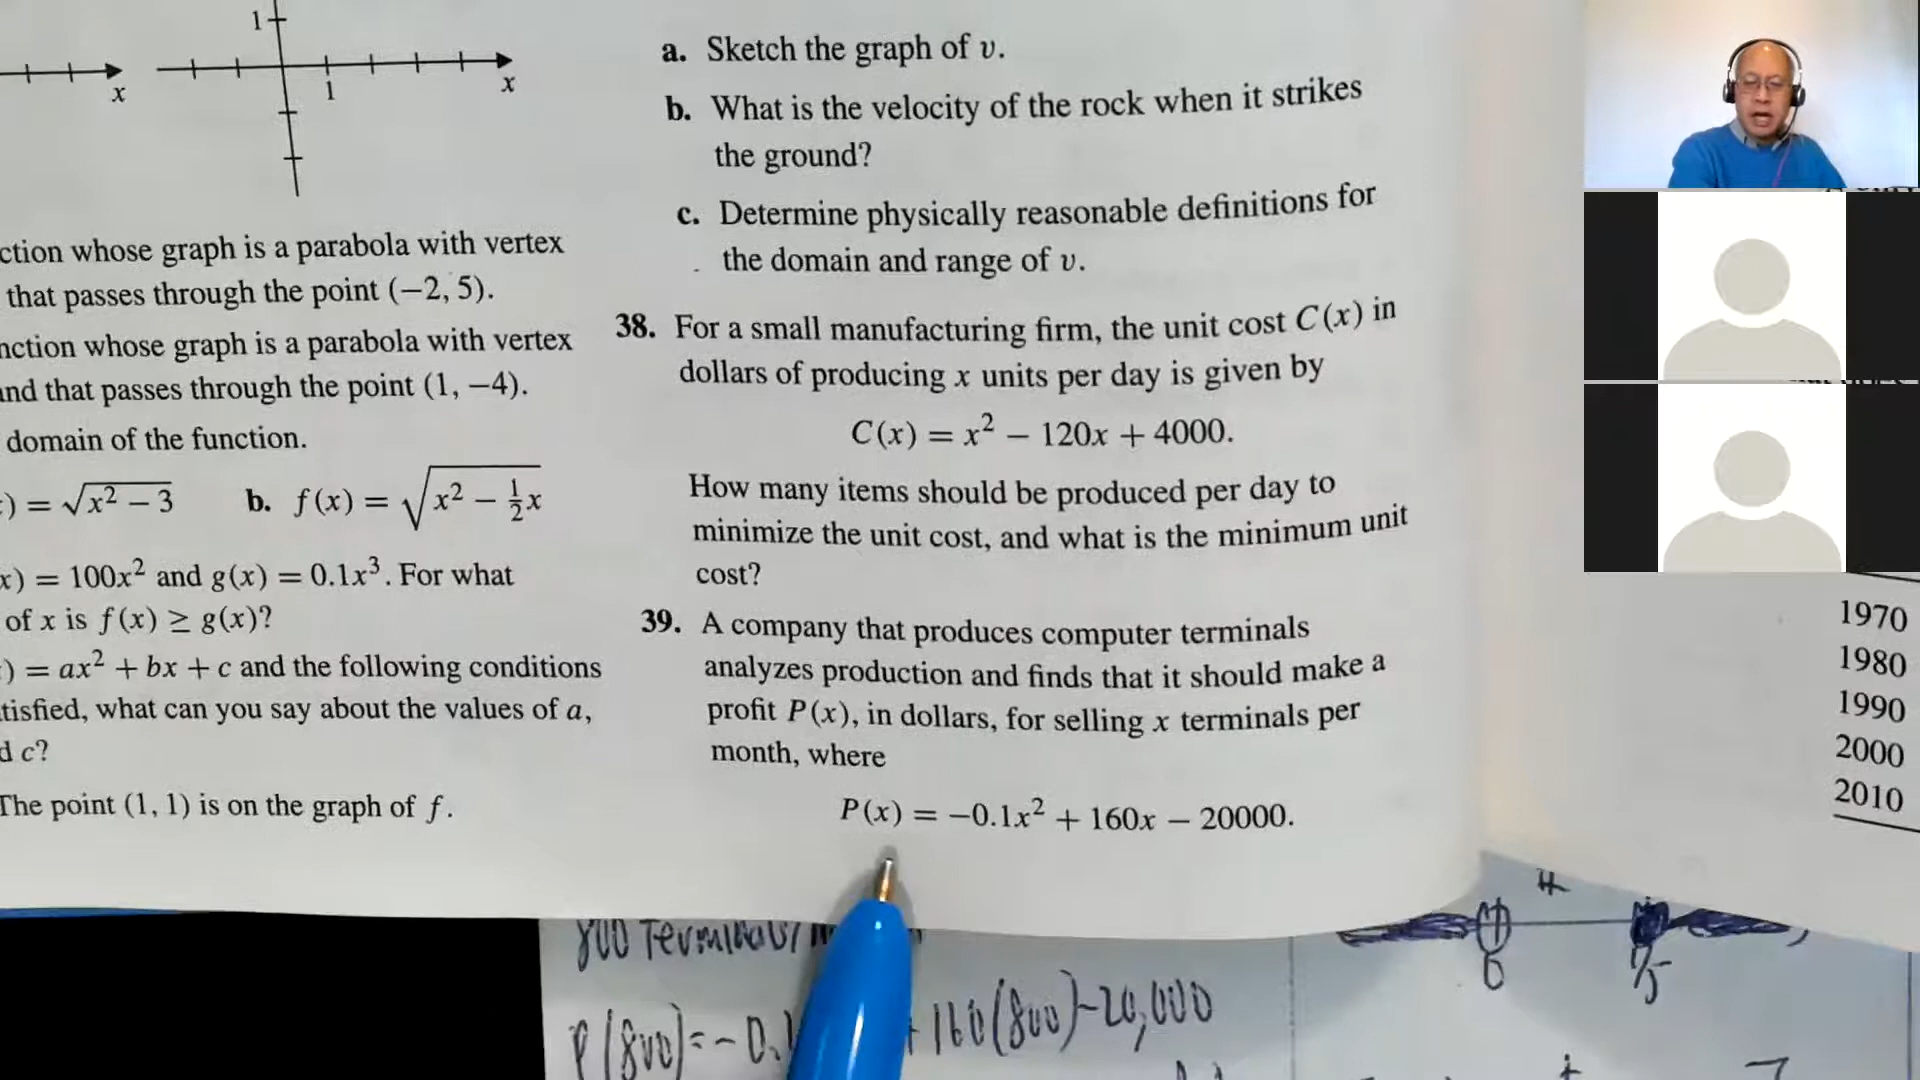 1
x
1
x
ction whose graph is a parabola with vertex
that passes through the point (−2, 5).
nction whose graph is a parabola with vertex
and that passes through the point (1, −4).
domain of the function.
) = √x² − 3   b. f(x) = √x² − ½x
x) = 100x² and g(x) = 0.1x³. For what
of x is f(x) ≥ g(x)?
) = ax² + bx + c and the following conditions
tisfied, what can you say about the values of a,
d c?
The point (1, 1) is on the graph of f.
a. Sketch the graph of v.
b. What is the velocity of the rock when it strikes
the ground?
c. Determine physically reasonable definitions for
the domain and range of v.
38. For a small manufacturing firm, the unit cost C(x) in
dollars of producing x units per day is given by
C(x) = x² − 120x + 4000.
How many items should be produced per day to
minimize the unit cost, and what is the minimum unit
cost?
39. A company that produces computer terminals
analyzes production and finds that it should make a
profit P(x), in dollars, for selling x terminals per
month, where
P(x) = −0.1x² + 160x − 20000.
1970
1980
1990
2000
2010
800 Terminals/
P(800) = − 0.1 + 160(800) − 20,000